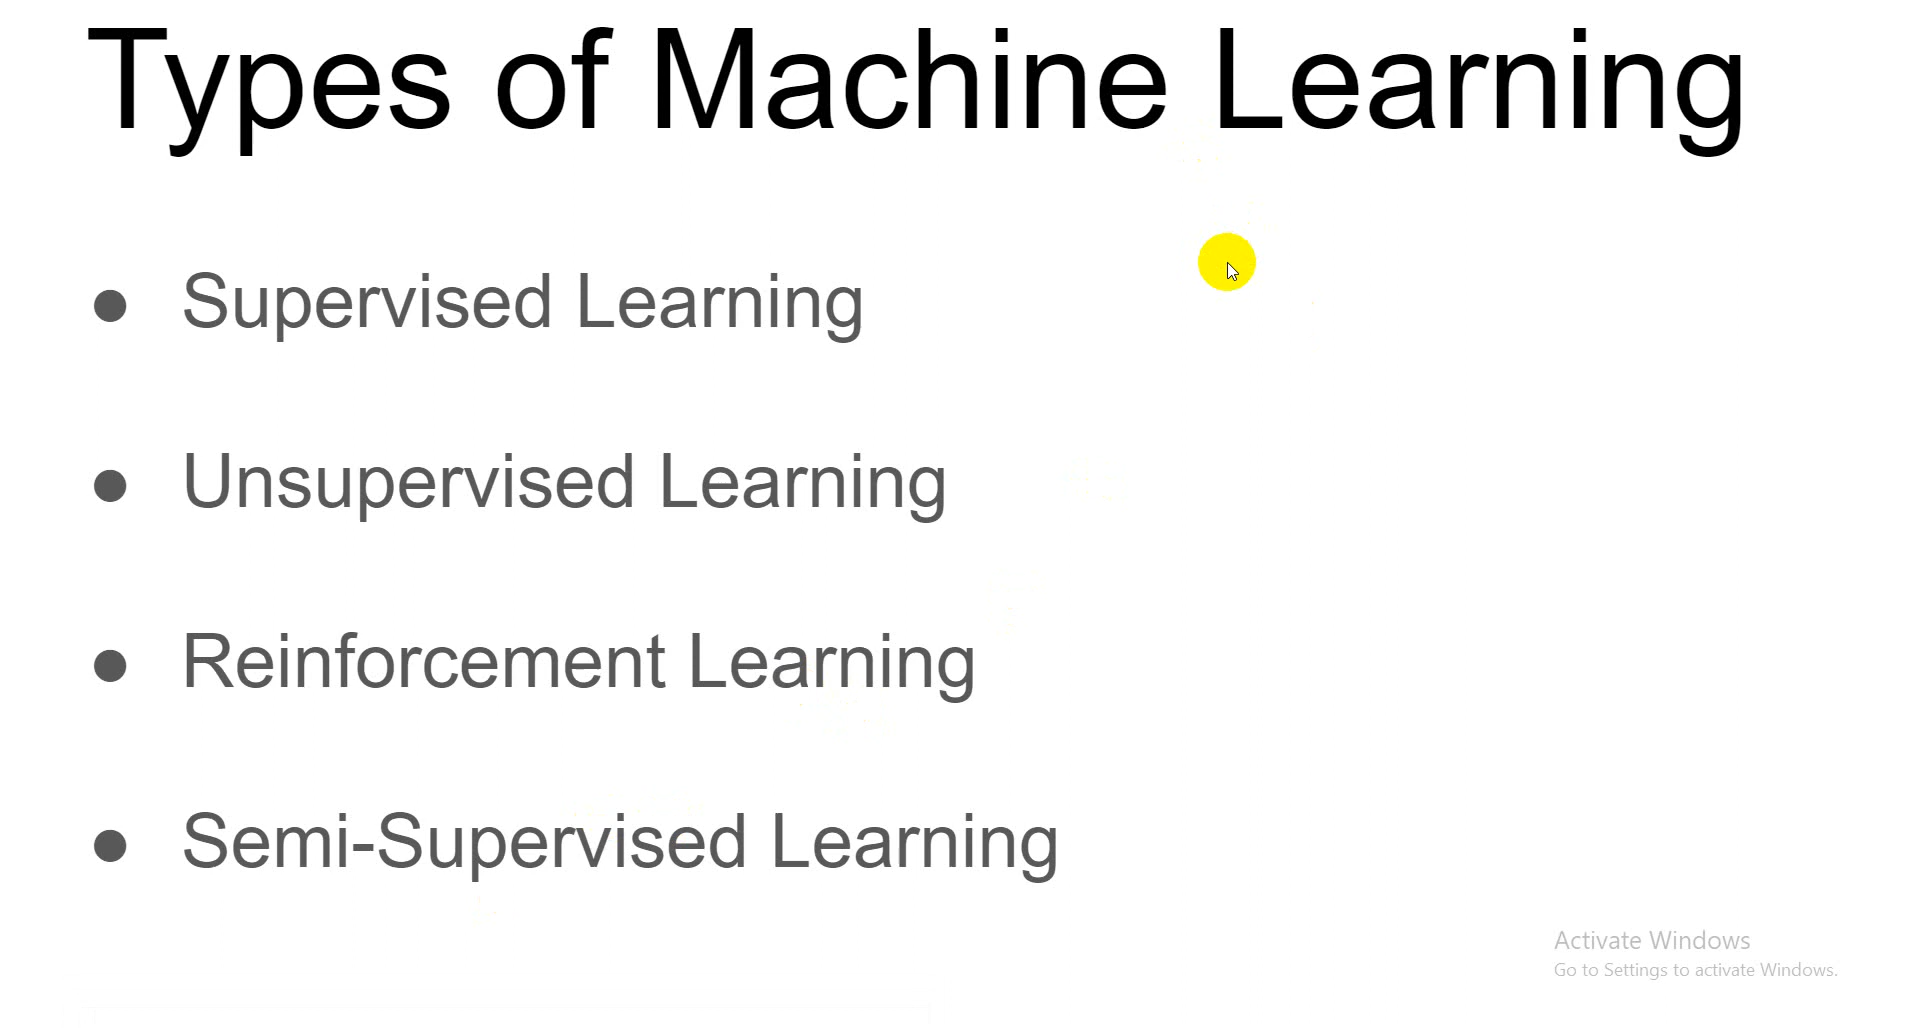 Types of Machine Learning
● Supervised Learning
● Unsupervised Learning
● Reinforcement Learning
● Semi-Supervised Learning
Activate Windows
Go to Settings to activate Windows.